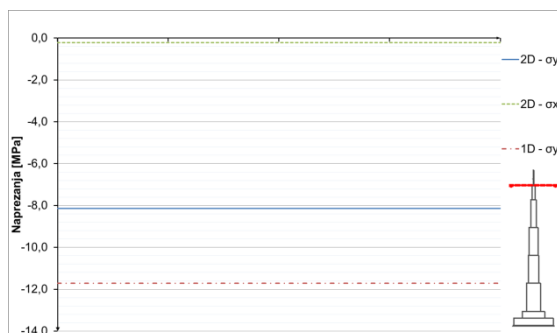 0,0
-2,0
-4,0
-6,0
-8,0
-10,0
-12,0
-14,0
Naprezanja [MPa]
2D - σy
2D - σx
1D - σy